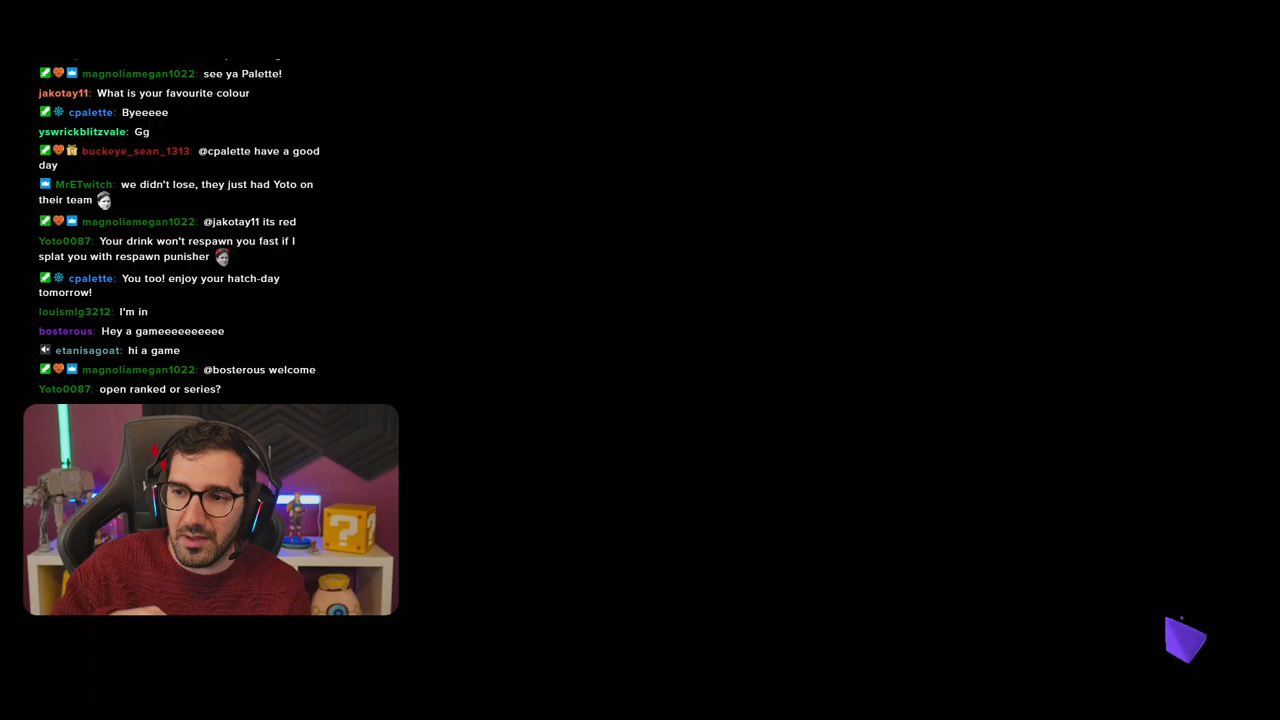 magnoliamegan1022: see ya Palette!
jakotay11: What is your favourite colour
cpalette: Byeeeee
yswrickblitzvale: Gg
buckeye_sean_1313: @cpalette have a good
day
MrETwitch: we didn't lose, they just had Yoto on
their team
magnoliamegan1022: @jakotay11 its red
Yoto0087: Your drink won't respawn you fast if I
splat you with respawn punisher
cpalette: You too! enjoy your hatch-day
tomorrow!
louismlg3212: I'm in
bosterous: Hey a gameeeeeeeeee
etanisagoat: hi a game
magnoliamegan1022: @bosterous welcome
Yoto0087: open ranked or series?
?